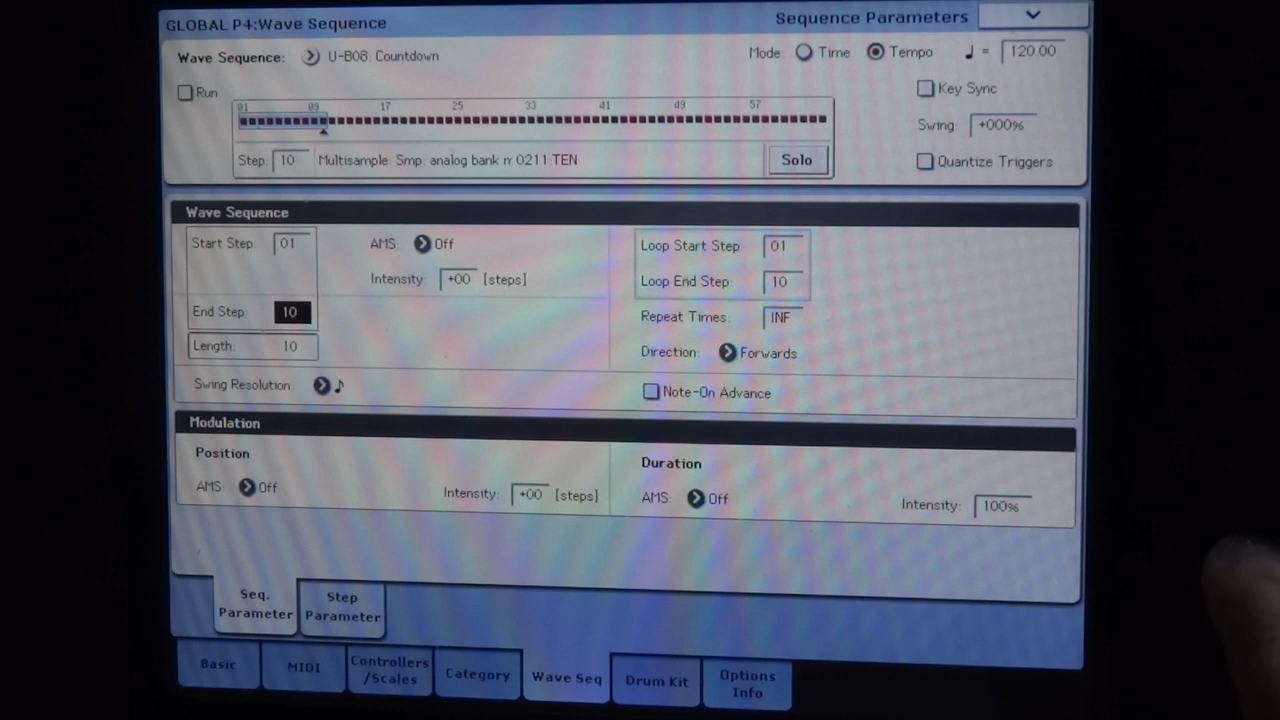 GLOBAL P4:Wave Sequence
Sequence Parameters
Wave Sequence: U-B08: Countdown
Mode: Time Tempo ♩ = 120.00
Run
Key Sync
01 09 17 25 33 41 49 57
Swing: +000%
Step: 10 Multisample: Smp: analog bank rr 0211 TEN Solo
Quantize Triggers
Wave Sequence
Start Step: 01 AMS: Off Loop Start Step: 01
Intensity: +00 [steps] Loop End Step: 10
End Step: 10 Repeat Times: INF
Length: 10 Direction: Forwards
Swing Resolution: ♪ Note-On Advance
Modulation
Position Duration
AMS: Off Intensity: +00 [steps] AMS: Off Intensity: 100%
Seq. Parameter
Step Parameter
Basic
MIDI
Controllers /Scales
Category
Wave Seq
Drum Kit
Options Info